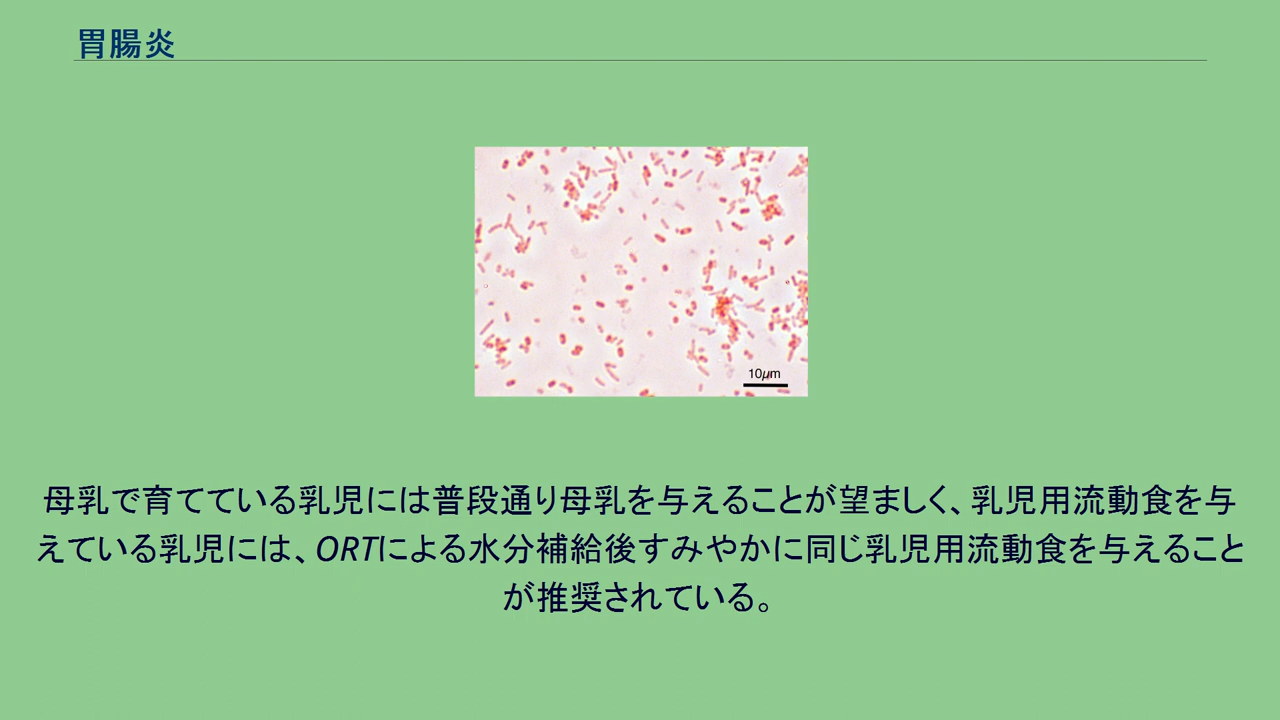 胃腸炎
10µm
母乳で育てている乳児には普段通り母乳を与えることが望ましく、乳児用流動食を与
えている乳児には、ORTによる水分補給後すみやかに同じ乳児用流動食を与えること
が推奨されている。